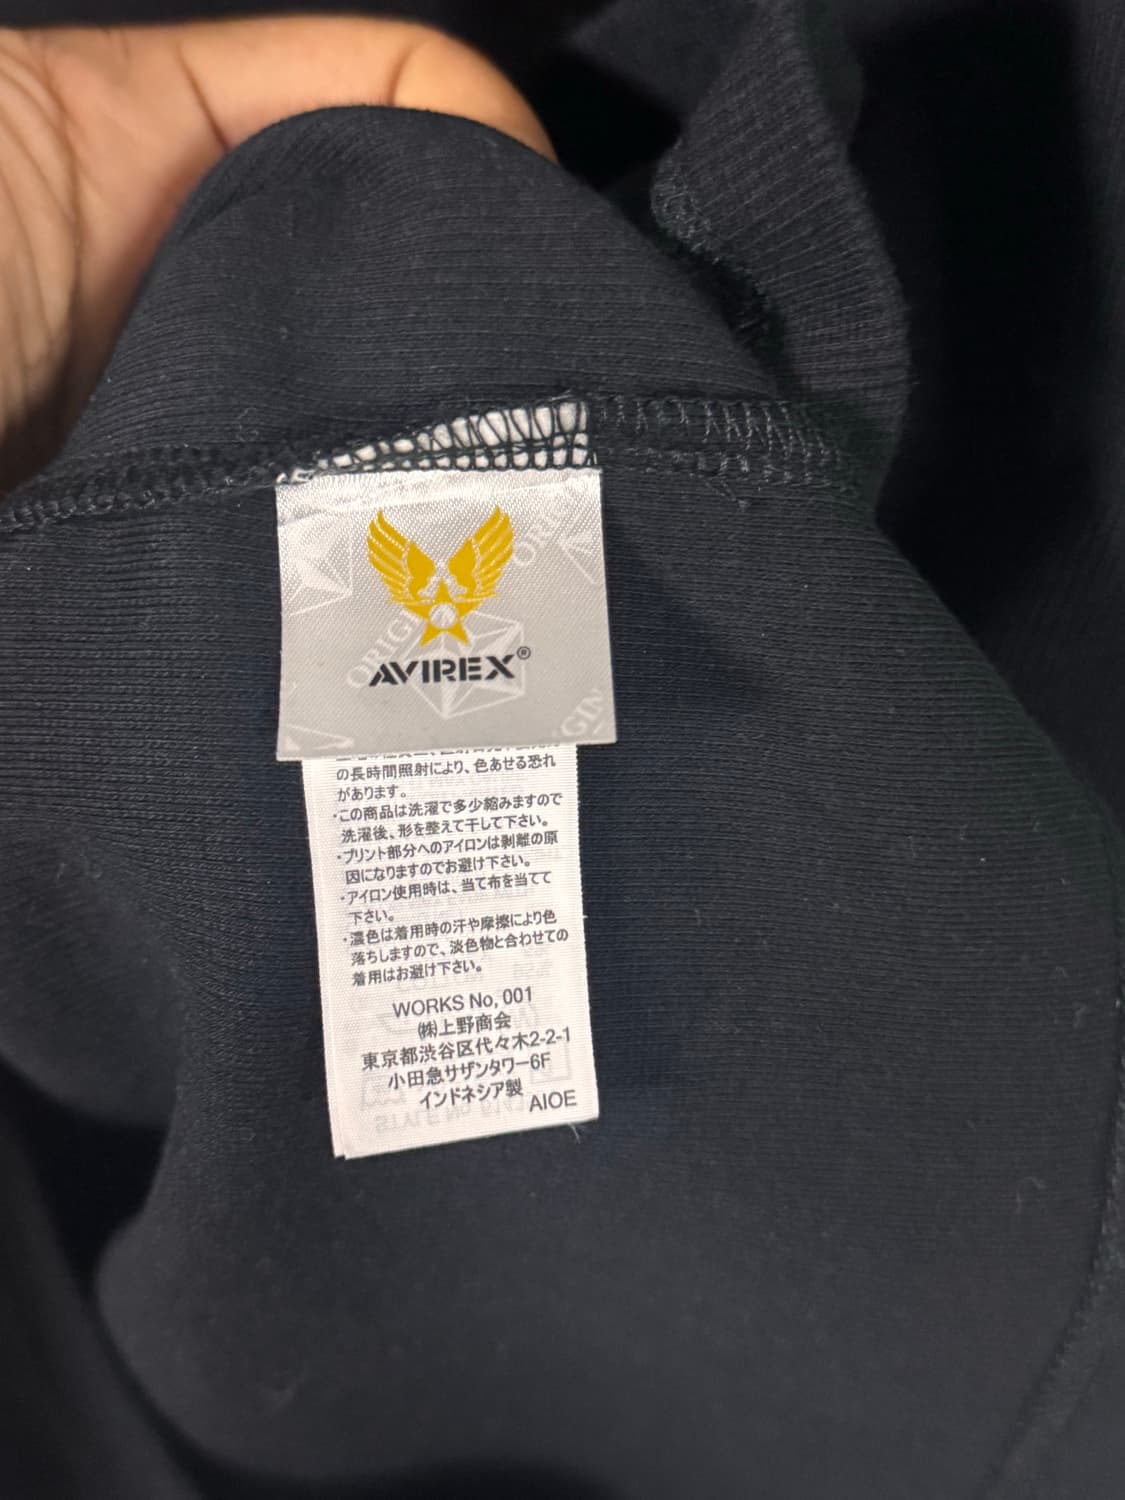 AVIREX®
ORIGI
ORI
GIN
の長時間照射により、色あせる恐れ
があります。
・この商品は洗濯で多少縮みますので
洗濯後、形を整えて干して下さい。
・プリント部分へのアイロンは剥離の原
因になりますのでお避け下さい。
・アイロン使用時は、当て布を当てて
下さい。
・濃色は着用時の汗や摩擦により色
落ちしますので、淡色物と合わせての
着用はお避け下さい。
WORKS No, 001
㈱上野商会
東京都渋谷区代々木2-2-1
小田急サザンタワー6F
インドネシア製
AIOE